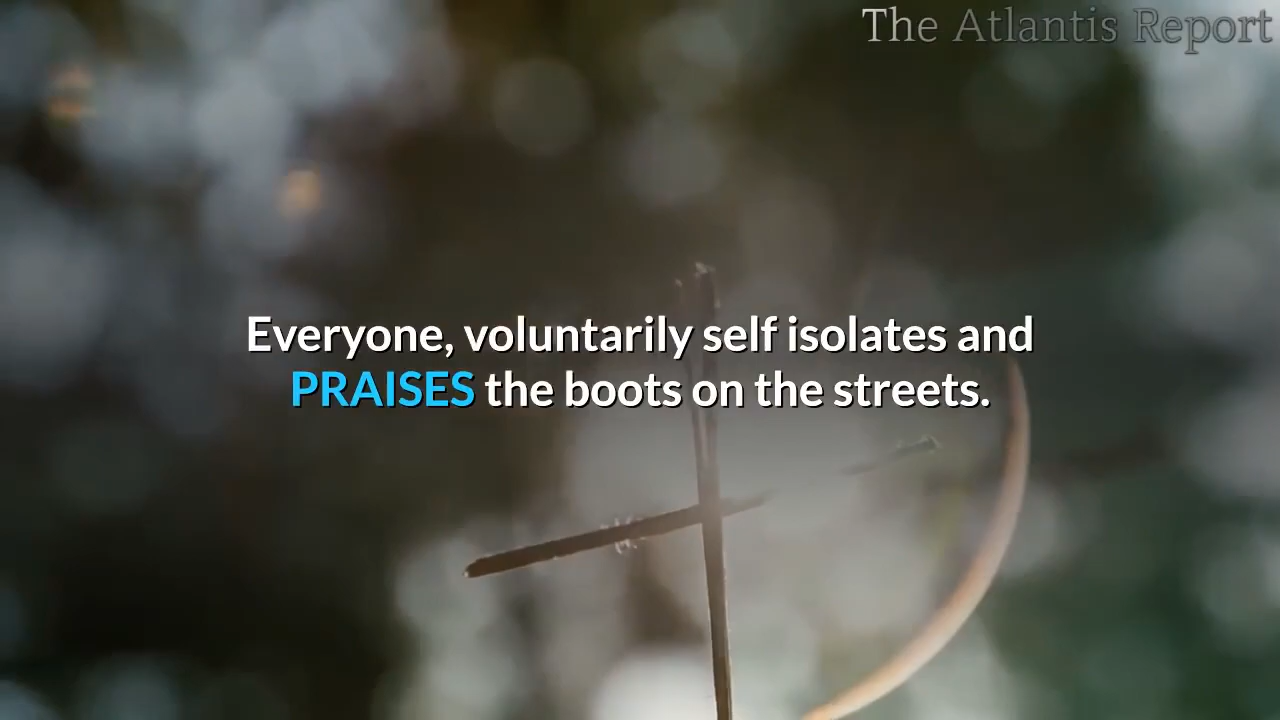 The Atlantis Report
Everyone, voluntarily self isolates and
PRAISES the boots on the streets.